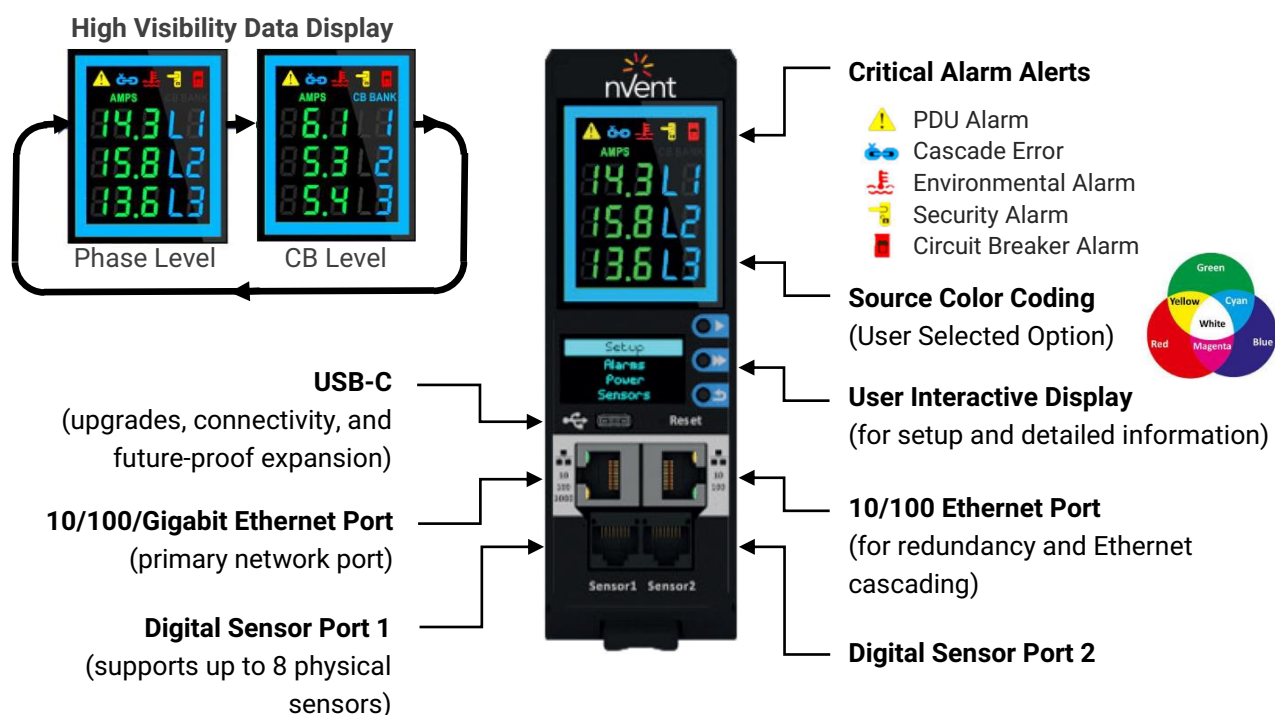 High Visibility Data Display
AMPS CB BANK
14.3 L1
15.8 L2
13.6 L3
Phase Level
AMPS CB BANK
6.1 1
5.3 2
5.4 3
CB Level
nVent
AMPS CB BANK
14.3 L1
15.8 L2
13.6 L3
Setup
Alarms
Power
Sensors
Reset
10
100
1000
10
100
Sensor1 Sensor2
USB-C
(upgrades, connectivity, and
future-proof expansion)
10/100/Gigabit Ethernet Port
(primary network port)
Digital Sensor Port 1
(supports up to 8 physical
sensors)
Critical Alarm Alerts
PDU Alarm
Cascade Error
Environmental Alarm
Security Alarm
Circuit Breaker Alarm
Source Color Coding
(User Selected Option)
Green
Yellow Cyan
White
Red Magenta Blue
User Interactive Display
(for setup and detailed information)
10/100 Ethernet Port
(for redundancy and Ethernet
cascading)
Digital Sensor Port 2